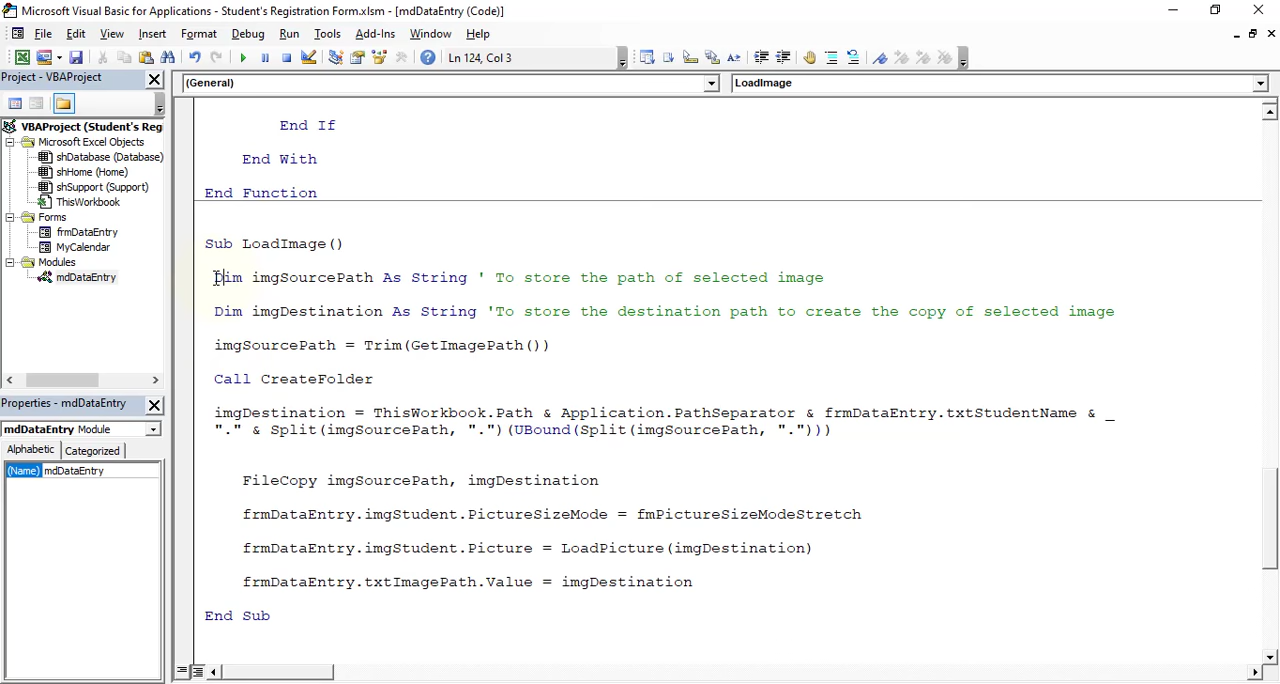 Microsoft Visual Basic for Applications - Student's Registration Form.xlsm - [mdDataEntry (Code)]
File Edit View Insert Format Debug Run Tools Add-Ins Window Help
Ln 124, Col 3
Project - VBAProject
(General)
LoadImage
VBAProject (Student's Reg
Microsoft Excel Objects
shDatabase (Database)
shHome (Home)
shSupport (Support)
ThisWorkbook
Forms
frmDataEntry
MyCalendar
Modules
mdDataEntry
Properties - mdDataEntry
mdDataEntry Module
Alphabetic Categorized
(Name) mdDataEntry
End If
End With
End Function
Sub LoadImage()
Dim imgSourcePath As String ' To store the path of selected image
Dim imgDestination As String 'To store the destination path to create the copy of selected image
imgSourcePath = Trim(GetImagePath())
Call CreateFolder
imgDestination = ThisWorkbook.Path & Application.PathSeparator & frmDataEntry.txtStudentName & _
"." & Split(imgSourcePath, ".")(UBound(Split(imgSourcePath, ".")))
FileCopy imgSourcePath, imgDestination
frmDataEntry.imgStudent.PictureSizeMode = fmPictureSizeModeStretch
frmDataEntry.imgStudent.Picture = LoadPicture(imgDestination)
frmDataEntry.txtImagePath.Value = imgDestination
End Sub